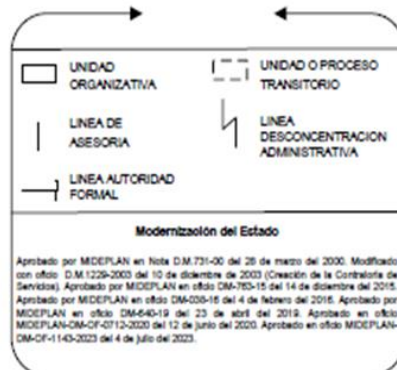 UNIDAD
ORGANIZATIVA
UNIDAD O PROCESO
TRANSITORIO
LINEA DE
ASESORIA
LINEA
DESCONCENTRACION
ADMINISTRATIVA
LINEA AUTORIDAD
FORMAL
Modernización del Estado
Aprobado por MIDEPLAN en Nota D.M.731-00 del 28 de marzo del 2000. Modificado
con oficio D.M.1229-2003 del 10 de diciembre de 2003 (Creación de la Contraloría de
Servicios). Aprobado por MIDEPLAN en oficio DM-763-15 del 14 de diciembre del 2015.
Aprobado por MIDEPLAN en oficio DM-038-16 del 4 de febrero del 2016. Aprobado por
MIDEPLAN en oficio DM-640-19 del 23 de abril del 2019. Aprobado en oficio
MIDEPLAN-DM-OF-0712-2020 del 12 de junio del 2020. Aprobado en oficio MIDEPLAN-
DM-OF-1143-2023 del 4 de julio del 2023.